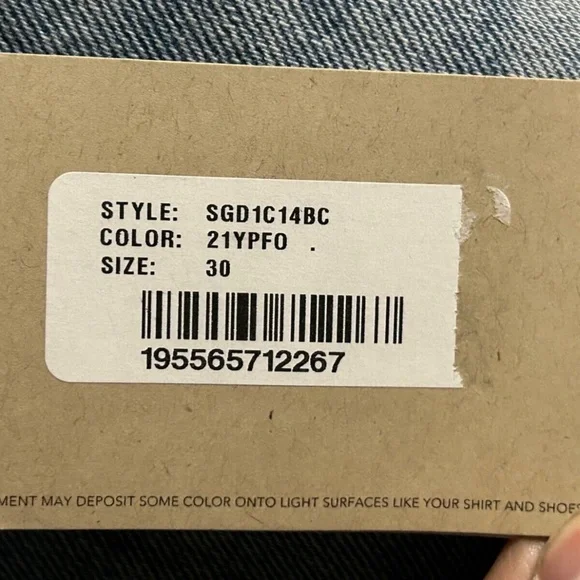 STYLE: SGD1C14BC
COLOR: 21YPFO .
SIZE: 30
195565712267
MENT MAY DEPOSIT SOME COLOR ONTO LIGHT SURFACES LIKE YOUR SHIRT AND SHOES